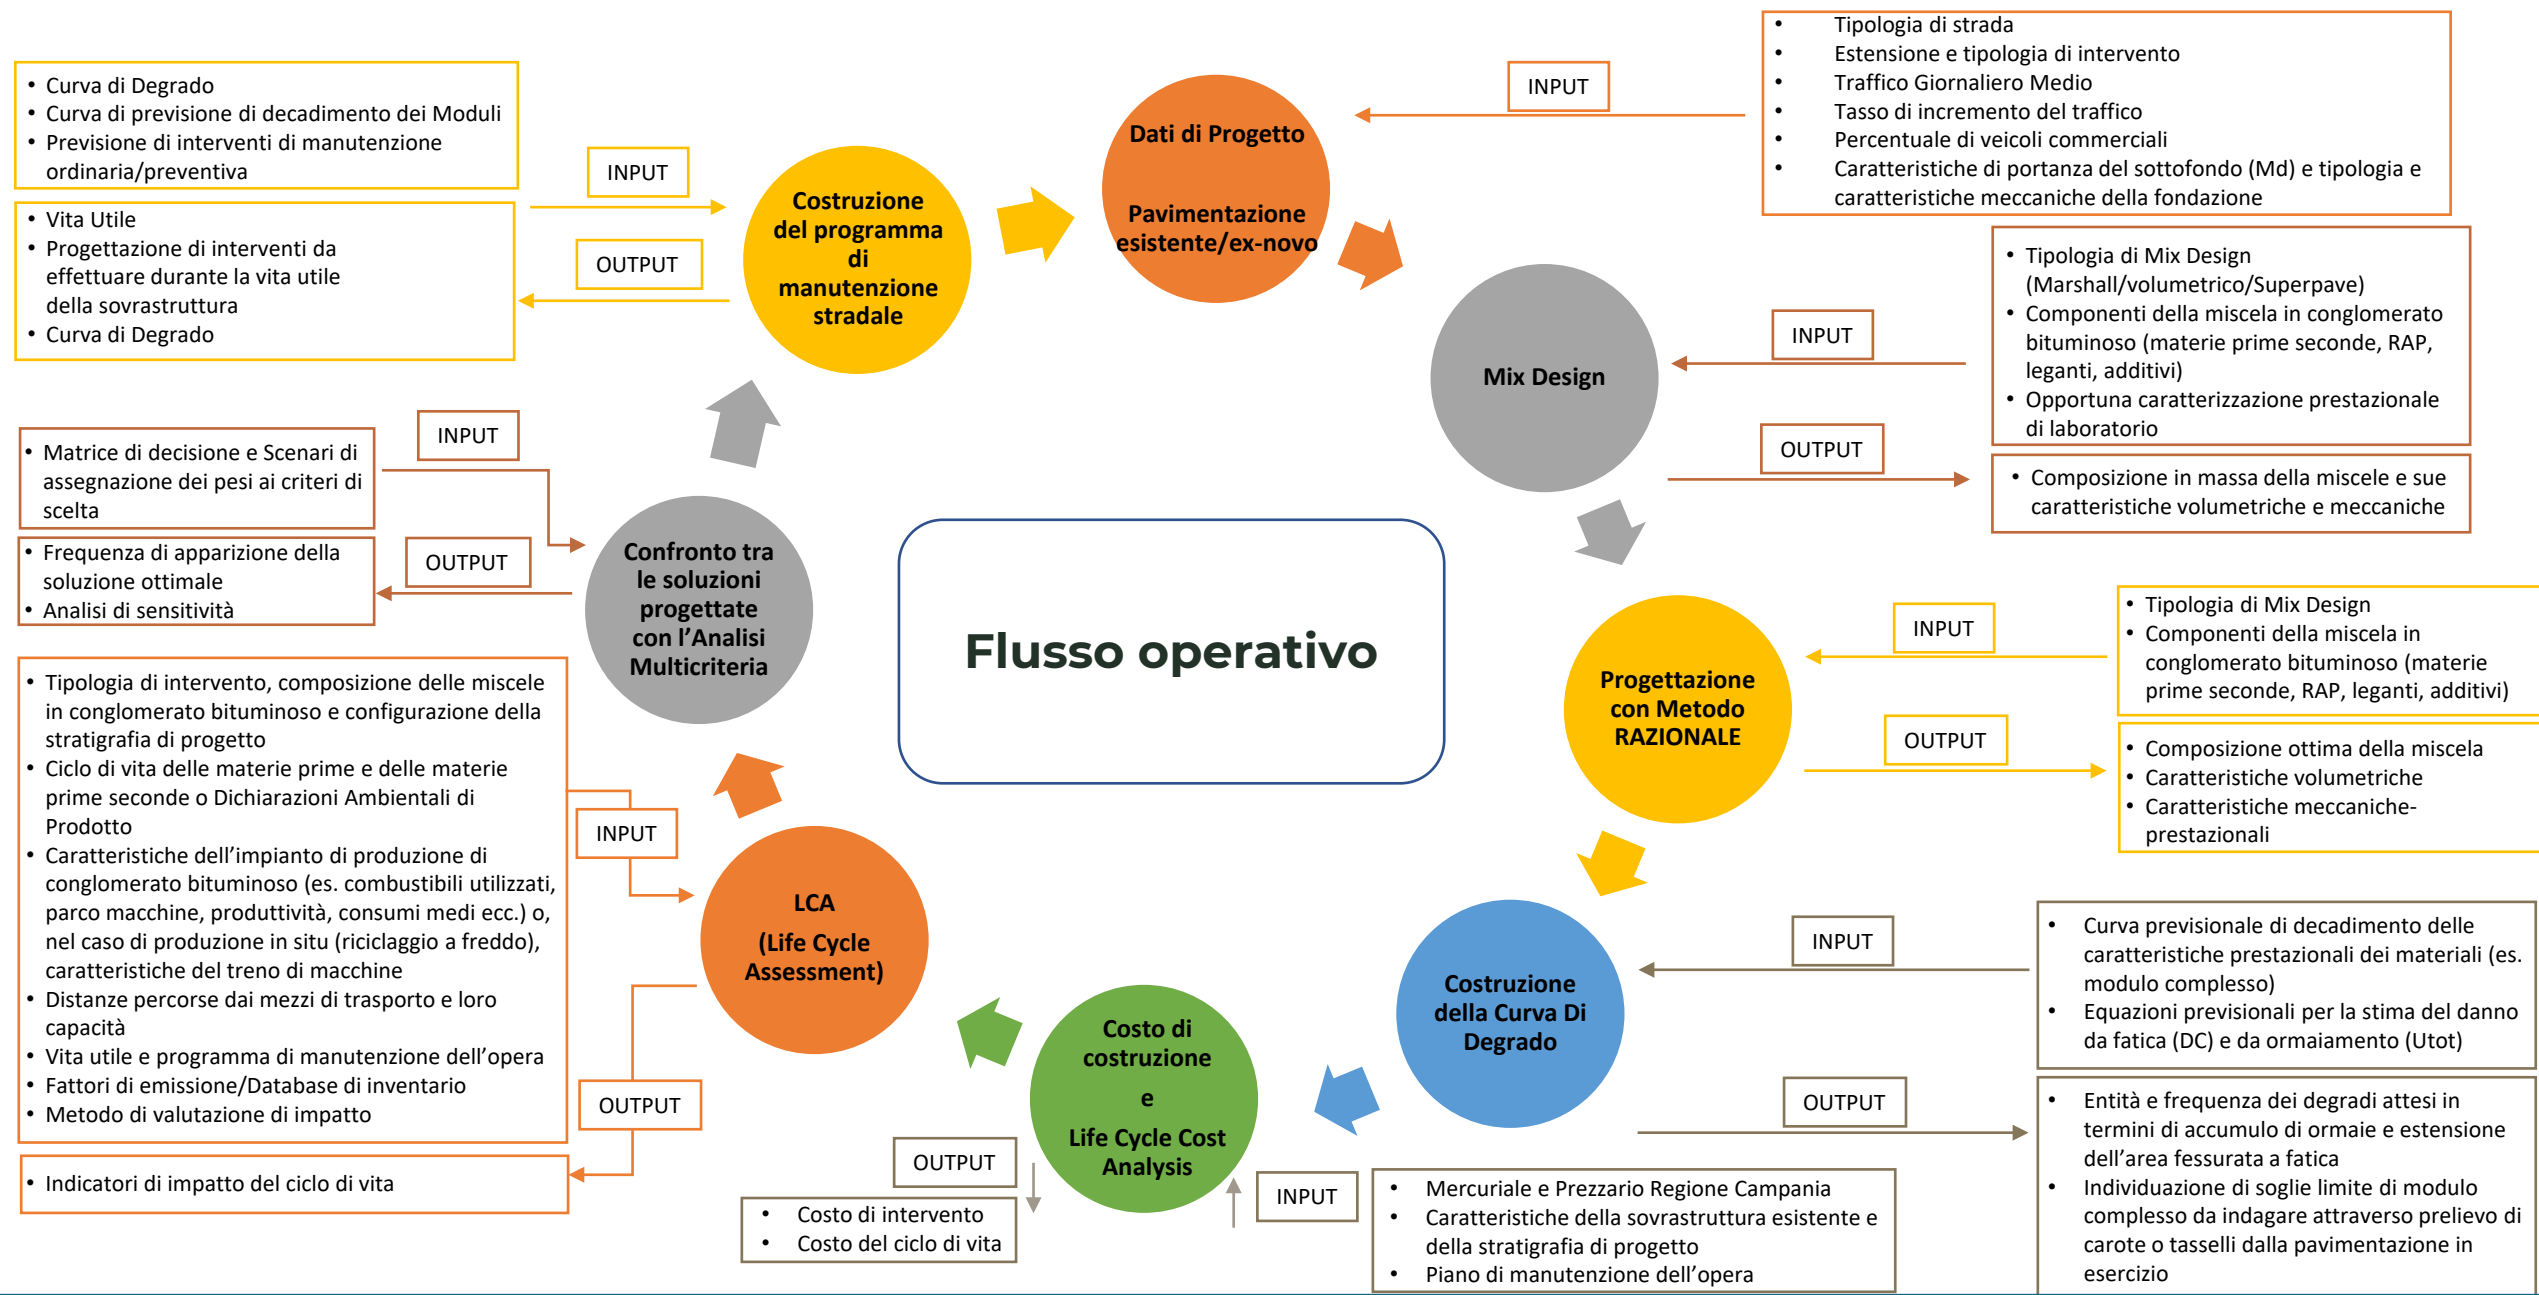 • Tipologia di strada
• Estensione e tipologia di intervento
• Traffico Giornaliero Medio
• Tasso di incremento del traffico
• Percentuale di veicoli commerciali
• Caratteristiche di portanza del sottofondo (Md) e tipologia e
caratteristiche meccaniche della fondazione
INPUT
Dati di Progetto
Pavimentazione
esistente/ex-novo
• Tipologia di Mix Design
(Marshall/volumetrico/Superpave)
• Componenti della miscela in conglomerato
bituminoso (materie prime seconde, RAP,
leganti, additivi)
• Opportuna caratterizzazione prestazionale
di laboratorio
INPUT
Mix Design
OUTPUT
• Composizione in massa della miscele e sue
caratteristiche volumetriche e meccaniche
• Tipologia di Mix Design
• Componenti della miscela in
conglomerato bituminoso (materie
prime seconde, RAP, leganti, additivi)
INPUT
Progettazione
con Metodo
RAZIONALE
OUTPUT
• Composizione ottima della miscela
• Caratteristiche volumetriche
• Caratteristiche meccaniche-
prestazionali
• Curva previsionale di decadimento delle
caratteristiche prestazionali dei materiali (es.
modulo complesso)
• Equazioni previsionali per la stima del danno
da fatica (DC) e da ormaiamento (Utot)
INPUT
Costruzione
della Curva Di
Degrado
OUTPUT
• Entità e frequenza dei degradi attesi in
termini di accumulo di ormaie e estensione
dell'area fessurata a fatica
• Individuazione di soglie limite di modulo
complesso da indagare attraverso prelievo di
carote o tasselli dalla pavimentazione in
esercizio
• Mercuriale e Prezzario Regione Campania
• Caratteristiche della sovrastruttura esistente e
della stratigrafia di progetto
• Piano di manutenzione dell'opera
INPUT
Costo di
costruzione
e
Life Cycle Cost
Analysis
OUTPUT
• Costo di intervento
• Costo del ciclo di vita
• Tipologia di intervento, composizione delle miscele
in conglomerato bituminoso e configurazione della
stratigrafia di progetto
• Ciclo di vita delle materie prime e delle materie
prime seconde o Dichiarazioni Ambientali di
Prodotto
• Caratteristiche dell'impianto di produzione di
conglomerato bituminoso (es. combustibili utilizzati,
parco macchine, produttività, consumi medi ecc.) o,
nel caso di produzione in situ (riciclaggio a freddo),
caratteristiche del treno di macchine
• Distanze percorse dai mezzi di trasporto e loro
capacità
• Vita utile e programma di manutenzione dell'opera
• Fattori di emissione/Database di inventario
• Metodo di valutazione di impatto
INPUT
LCA
(Life Cycle
Assessment)
OUTPUT
• Indicatori di impatto del ciclo di vita
• Matrice di decisione e Scenari di
assegnazione dei pesi ai criteri di
scelta
INPUT
Confronto tra
le soluzioni
progettate
con l'Analisi
Multicriteria
OUTPUT
• Frequenza di apparizione della
soluzione ottimale
• Analisi di sensitività
• Curva di Degrado
• Curva di previsione di decadimento dei Moduli
• Previsione di interventi di manutenzione
ordinaria/preventiva
INPUT
Costruzione
del programma
di
manutenzione
stradale
OUTPUT
• Vita Utile
• Progettazione di interventi da
effettuare durante la vita utile
della sovrastruttura
• Curva di Degrado
Flusso operativo